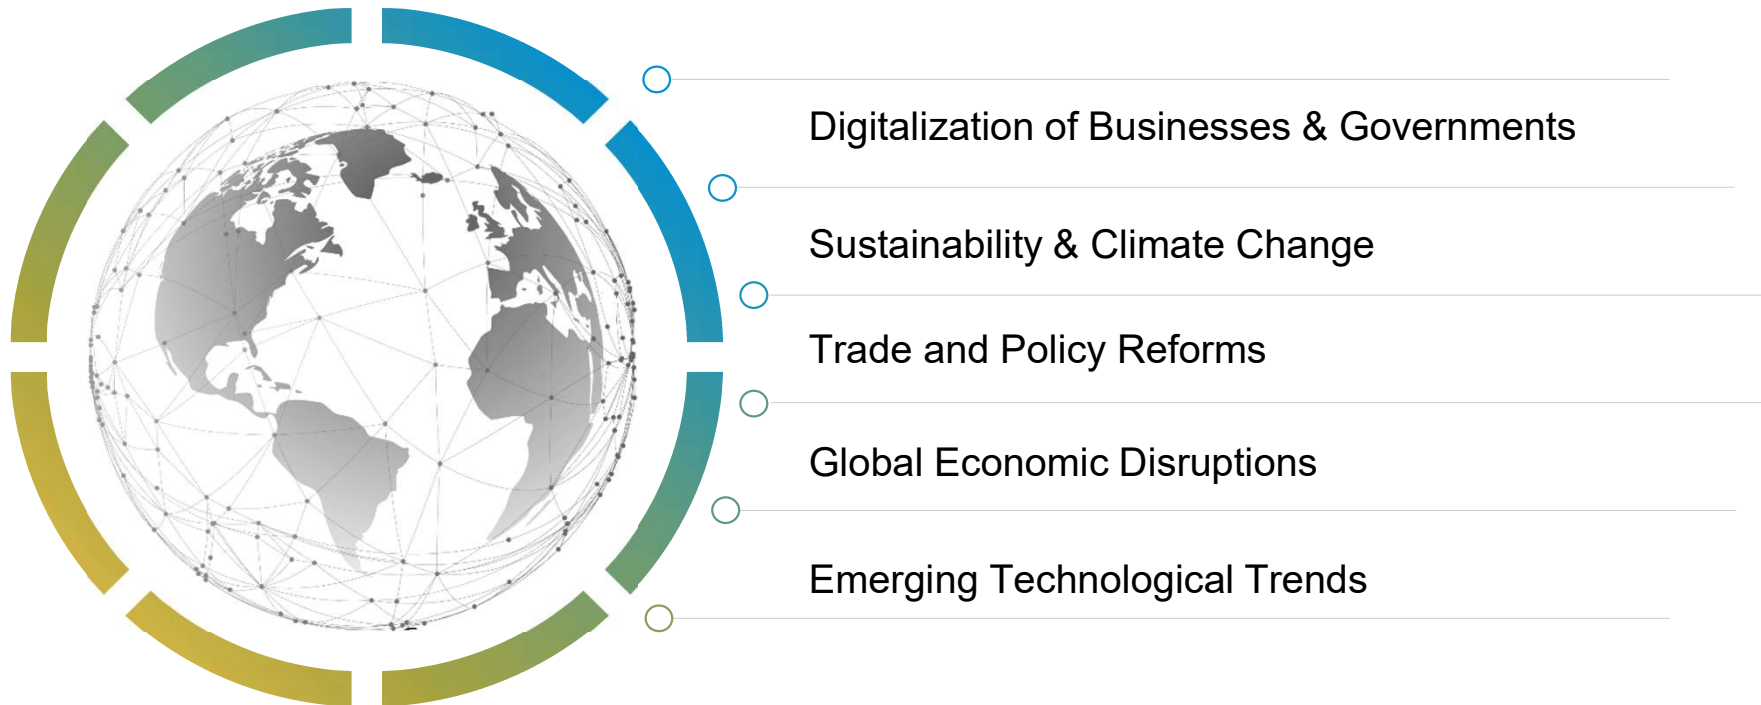 Digitalization of Businesses & Governments
Sustainability & Climate Change
Trade and Policy Reforms
Global Economic Disruptions
Emerging Technological Trends